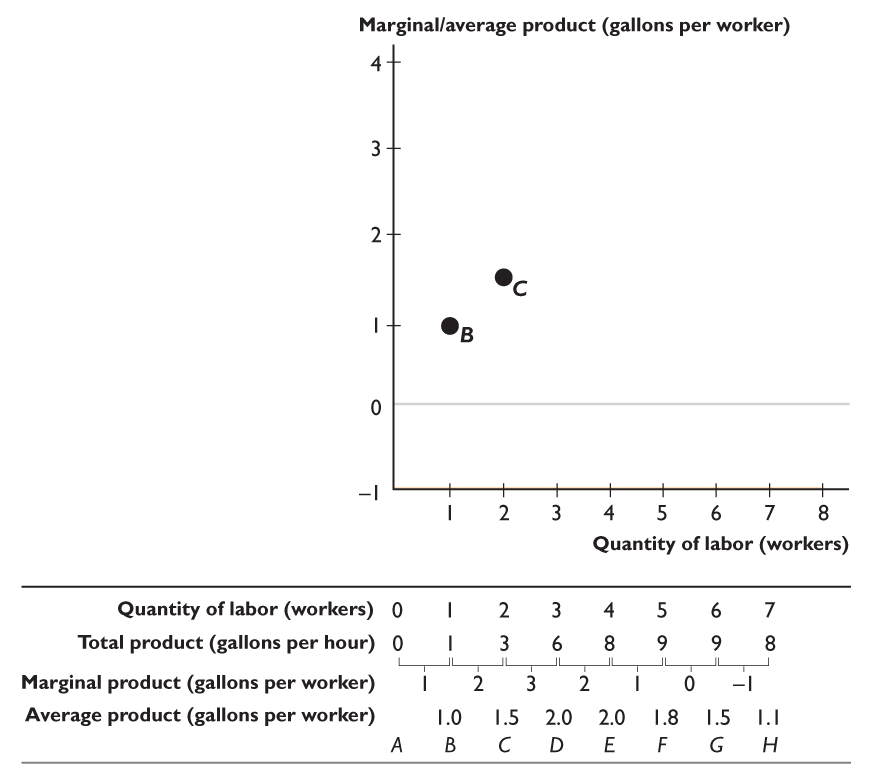 Marginal/average product (gallons per worker)
4
3
2
C
1
B
0
–1
1 2 3 4 5 6 7 8
Quantity of labor (workers)
Quantity of labor (workers) 0 1 2 3 4 5 6 7
Total product (gallons per hour) 0 1 3 6 8 9 9 8
Marginal product (gallons per worker) 1 2 3 2 1 0 –1
Average product (gallons per worker) 1.0 1.5 2.0 2.0 1.8 1.5 1.1
A B C D E F G H